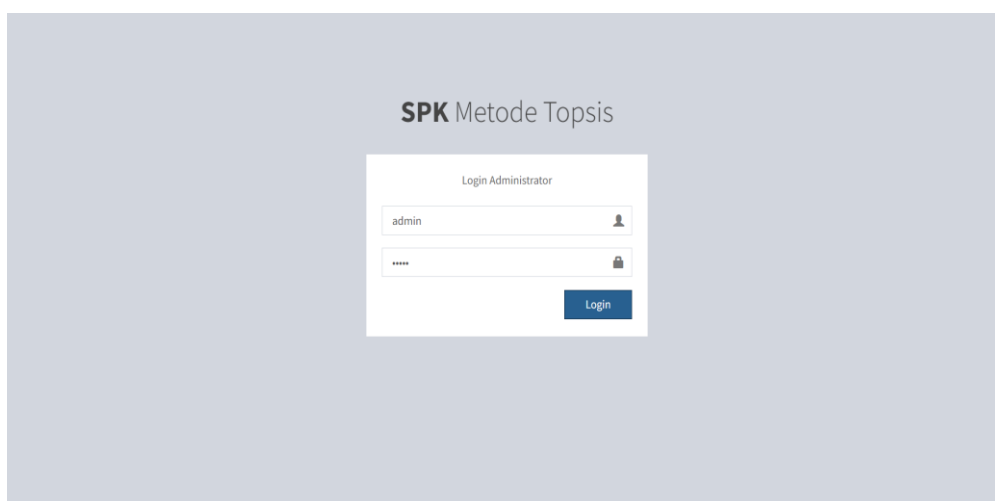 SPK Metode Topsis
Login Administrator
admin
•••••
Login